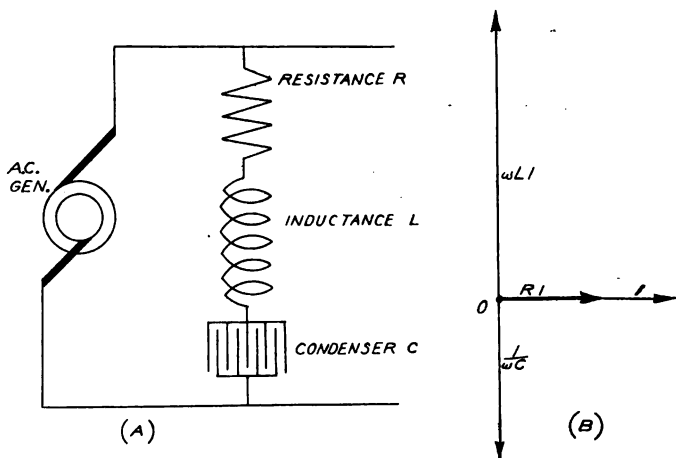 A.C.
GEN.
RESISTANCE R
INDUCTANCE L
CONDENSER C
(A)
ωLI
O
RI
I
I
ωC
(B)